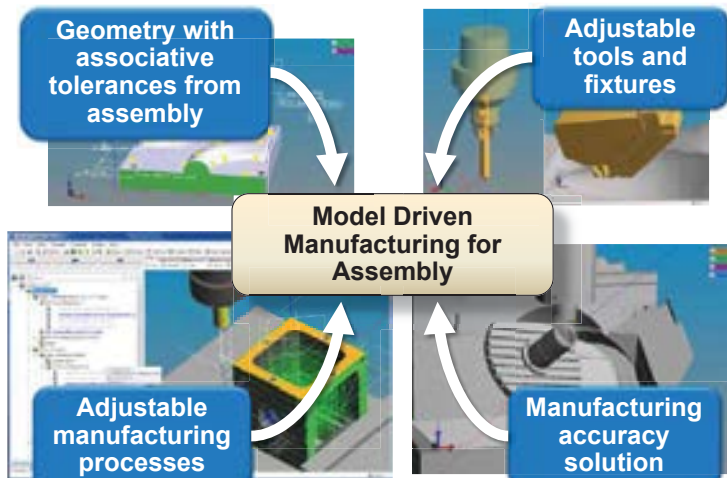 Geometry with
associative
tolerances from
assembly
Adjustable
tools and
fixtures
Model Driven
Manufacturing for
Assembly
Adjustable
manufacturing
processes
Manufacturing
accuracy
solution